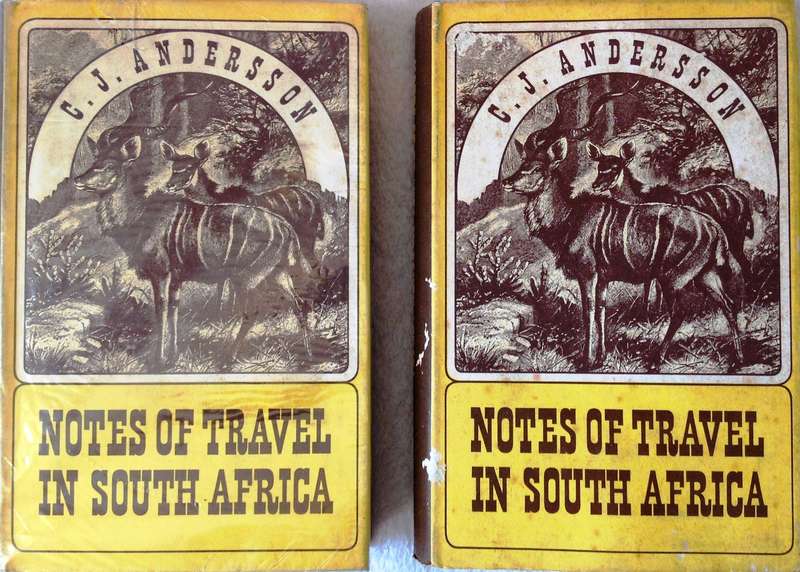 C. J. ANDERSSON
NOTES OF TRAVEL
IN SOUTH AFRICA
C. J. ANDERSSON
NOTES OF TRAVEL
IN SOUTH AFRICA